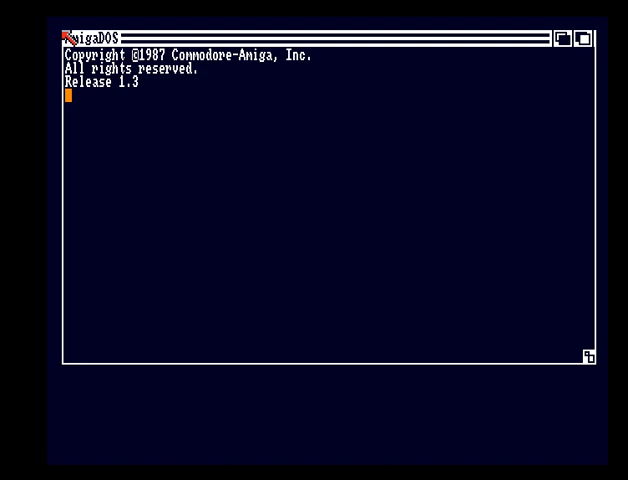 AmigaDOS
Copyright ©1987 Commodore-Amiga, Inc.
All rights reserved.
Release 1.3